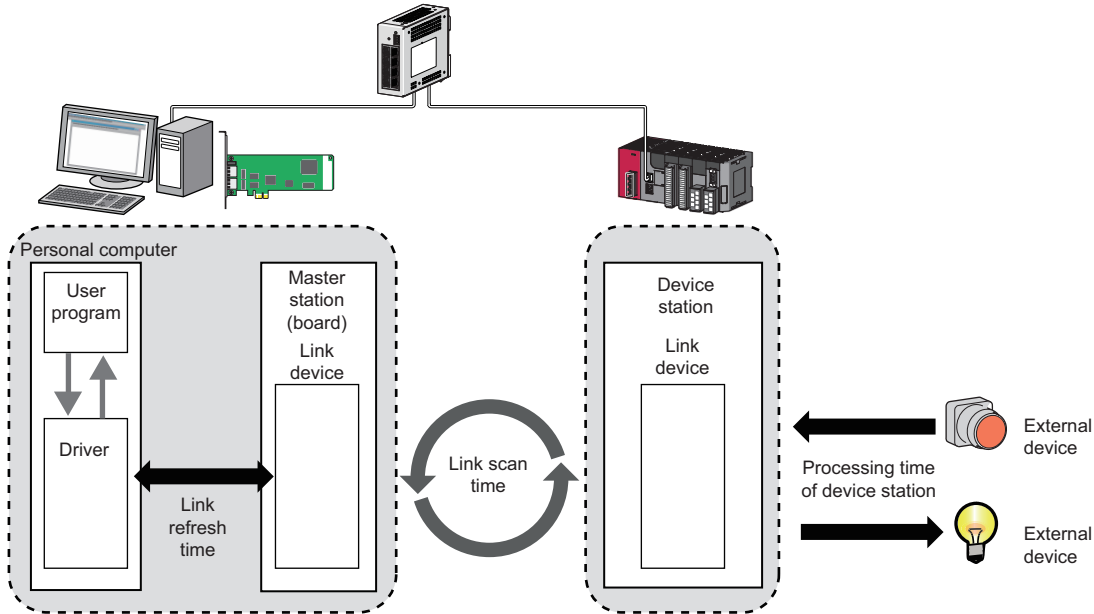 Personal computer
User
program
Driver
Link
refresh
time
Master
station
(board)
Link
device
Link scan
time
Device
station
Link
device
External
device
Processing time
of device station
External
device